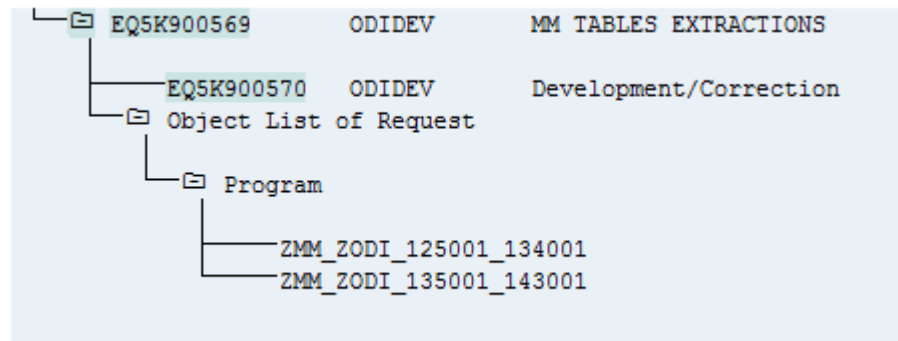 EQ5K900569 ODIDEV MM TABLES EXTRACTIONS
EQ5K900570 ODIDEV Development/Correction
Object List of Request
Program
ZMM_ZODI_125001_134001
ZMM_ZODI_135001_143001